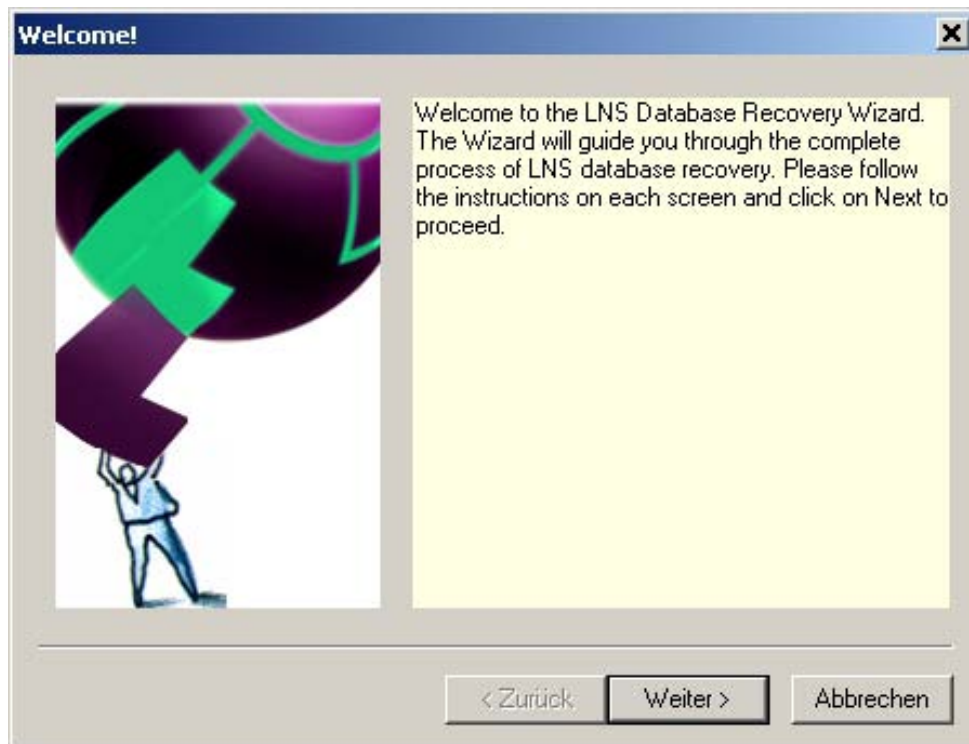 Welcome!
Welcome to the LNS Database Recovery Wizard.
The Wizard will guide you through the complete
process of LNS database recovery. Please follow
the instructions on each screen and click on Next to
proceed.
< Zurück
Weiter >
Abbrechen